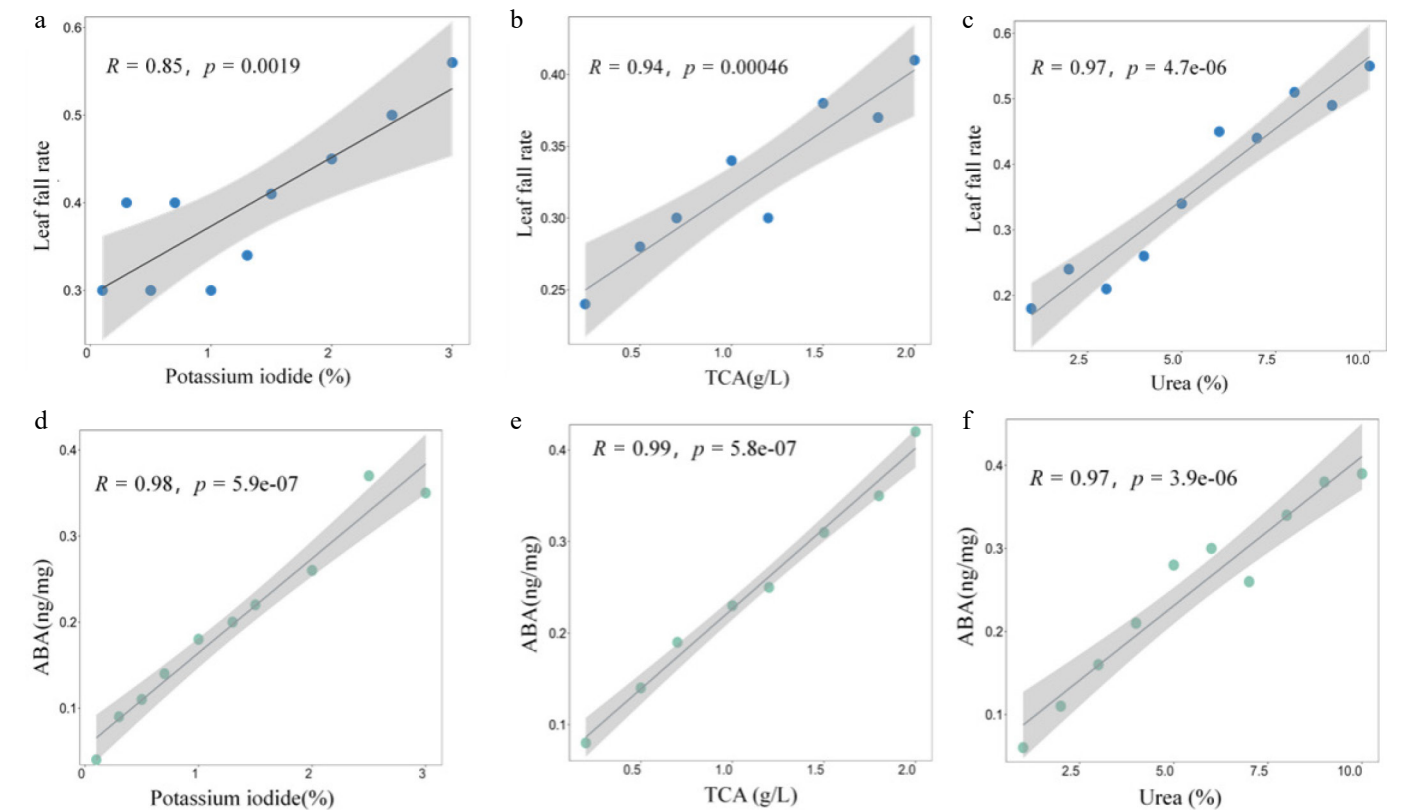 a
R = 0.85, p = 0.0019
Leaf fall rate
0.6
0.5
0.4
0.3
0 1 2 3
Potassium iodide (%)
b
R = 0.94, p = 0.00046
Leaf fall rate
0.40
0.35
0.30
0.25
0.5 1.0 1.5 2.0
TCA(g/L)
c
R = 0.97, p = 4.7e-06
Leaf fall rate
0.6
0.5
0.4
0.3
0.2
2.5 5.0 7.5 10.0
Urea (%)
d
R = 0.98, p = 5.9e-07
ABA(ng/mg)
0.4
0.3
0.2
0.1
0 1 2 3
Potassium iodide(%)
e
R = 0.99, p = 5.8e-07
ABA(ng/mg)
0.4
0.3
0.2
0.1
0.5 1.0 1.5 2.0
TCA (g/L)
f
R = 0.97, p = 3.9e-06
ABA(ng/mg)
0.4
0.3
0.2
0.1
2.5 5.0 7.5 10.0
Urea (%)